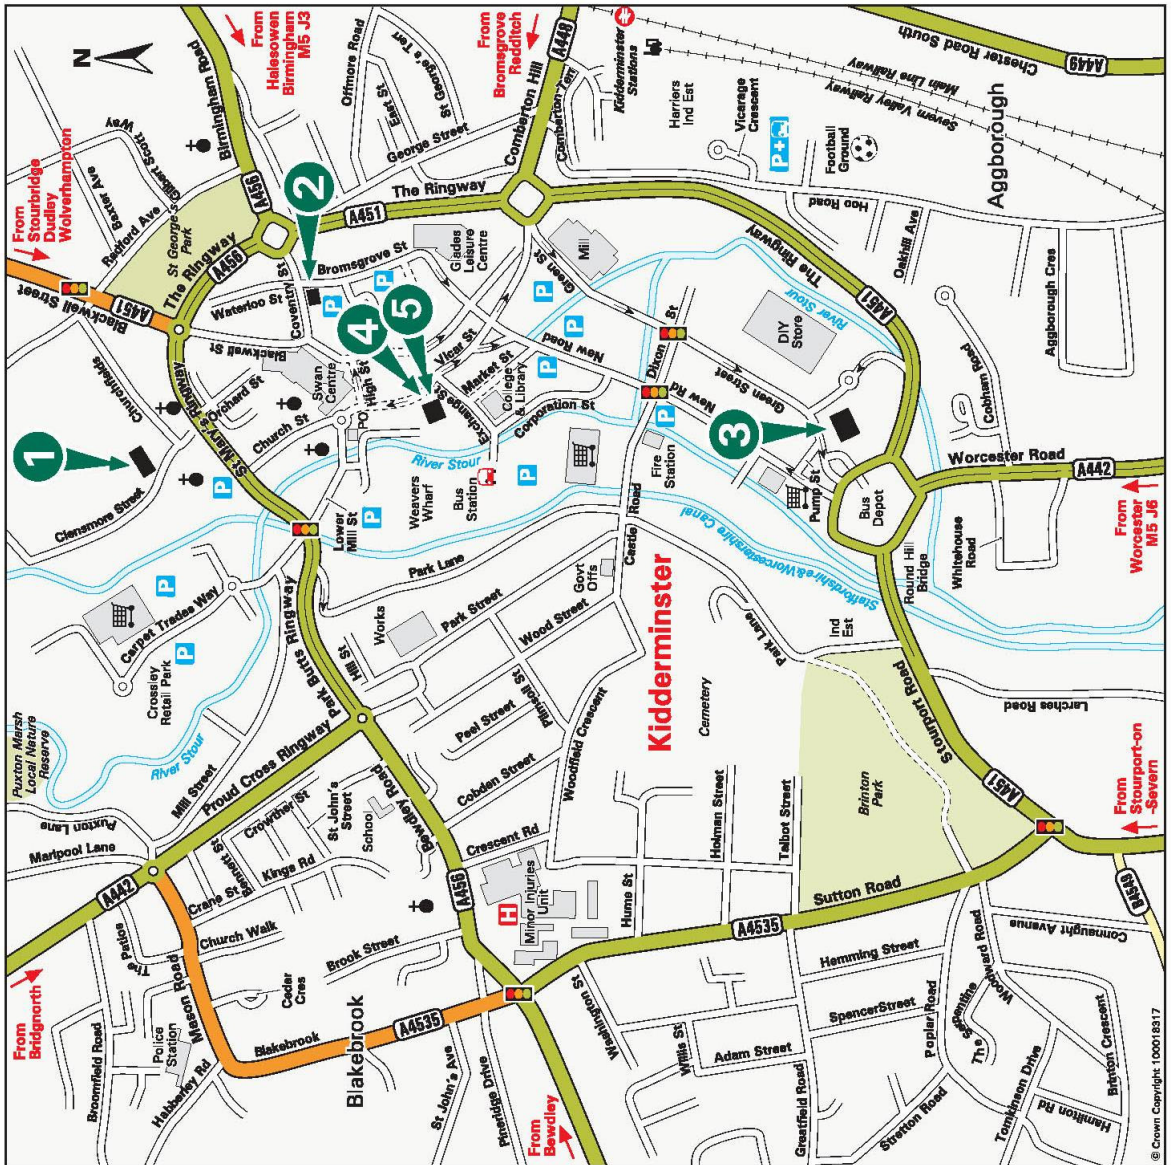 N
From
Stourbridge
Dudley
Wolverhampton
From
Halesowen
Birmingham
M5 J3
From
Bromsgrove
Redditch
Birmingham Road
Gilbert Scott Way
Baxter Ave
Radford Ave
St George's
Park
A456
The Ringway
A456
Blackwell Street
A451
Offmore Road
East St
St George's Terr
George Street
Comberton Hill
A448
Comberton Terr
Kidderminster
Stations
Chester Road South
A449
Main Line Railway
Severn Valley Railway
Harriers
Ind Est
Vicarage
Crescent
P+
Football
Ground
Aggborough
Hoo Road
Oakhill Ave
Aggborough Cres
Cobham Road
The Ringway
A451
2
Waterloo St
Coventry St
Bromsgrove St
Glades
Leisure
Centre
P
P
P
P
P
Mill
Green St
The Ringway
A451
River Stour
DIY
Store
Churchfields
Blackwell St
Orchard St
Church St
Swan
Centre
High St
PO
Vicar St
4
5
Market St
Exchange St
College
& Library
New Road
Corporation St
Dixon St
Green Street
New Rd
P
3
1
Clensmore Street
St. Mary's Ringway
P
River Stour
Weavers
Wharf
Bus
Station
P
Fire
Station
Pump St
Bus
Depot
Worcester Road
A442
From
Worcester
M5 J6
Whitehouse
Road
Round Hill
Bridge
Lower
Mill St
P
Park Lane
Castle Road
Staffordshire&Worcestershire Canal
P
Carpet Trades Way
P
Crossley
Retail Park
Park Butts Ringway
Hill St
Works
Park Street
Wood Street
Govt
Offs
Kidderminster
Park Lane
Ind
Est
Stourport Road
Larches Road
A451
From
Stourport-on
-Severn
Puxton Marsh
Local Nature
Reserve
River Stour
Mill Street
Proud Cross Ringway
Peel Street
Plimsoll St
Woodfield Crescent
Cemetery
Brinton
Park
Puxton Lane
Marlpool Lane
A442
Crowther St
Bennett St
St John's
Street
School
Kings Rd
Crane St
Bewdley Road
Cobden Street
Crescent Rd
A456
Holman Street
Talbot Street
H
Minor Injuries
Unit
Hume St
Sutton Road
A4535
B4549
The Patios
Church Walk
Mason Road
Brook Street
Cedar
Cres
From
Bridgnorth
Broomfield Road
Police
Station
Habberley Rd
Blakebrook
A4535
Blakebrook
St John's Ave
Pineridge Drive
From
Bewdley
Washington St
Willis St
Adam Street
Hemming Street
SpencerStreet
Poplar Road
The Serpentine
Woodward Road
Connaught Avenue
Greatfield Road
Stretton Road
Tomkinson Drive
Hamilton Rd
Brinton Crescent
© Crown Copyright 100018317